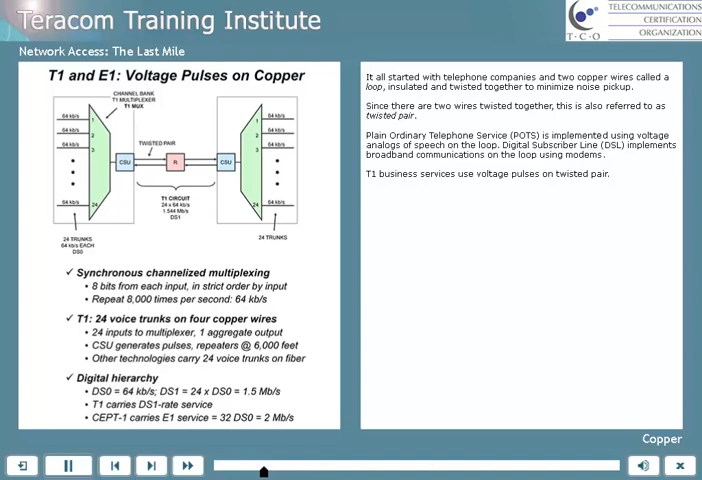 Teracom Training Institute
TELECOMMUNICATIONS
CERTIFICATION
ORGANIZATION
T·C·O
Network Access: The Last Mile
T1 and E1: Voltage Pulses on Copper
CHANNEL BANK
T1 MULTIPLEXER
T1 MUX
64 kb/s
64 kb/s
1
1
64 kb/s
64 kb/s
2
2
64 kb/s
TWISTED PAIR
64 kb/s
3
3
CSU
R
CSU
T1 CIRCUIT
24 x 64 kb/s
1.544 Mb/s
DS1
64 kb/s
24
24
64 kb/s
24 TRUNKS
64 kb/s EACH
DS0
24 TRUNKS
✓ Synchronous channelized multiplexing
• 8 bits from each input, in strict order by input
• Repeat 8,000 times per second: 64 kb/s
✓ T1: 24 voice trunks on four copper wires
• 24 inputs to multiplexer, 1 aggregate output
• CSU generates pulses, repeaters @ 6,000 feet
• Other technologies carry 24 voice trunks on fiber
✓ Digital hierarchy
• DS0 = 64 kb/s; DS1 = 24 x DS0 = 1.5 Mb/s
• T1 carries DS1-rate service
• CEPT-1 carries E1 service = 32 DS0 = 2 Mb/s
It all started with telephone companies and two copper wires called a
loop, insulated and twisted together to minimize noise pickup.
Since there are two wires twisted together, this is also referred to as
twisted pair.
Plain Ordinary Telephone Service (POTS) is implemented using voltage
analogs of speech on the loop. Digital Subscriber Line (DSL) implements
broadband communications on the loop using modems.
T1 business services use voltage pulses on twisted pair.
Copper